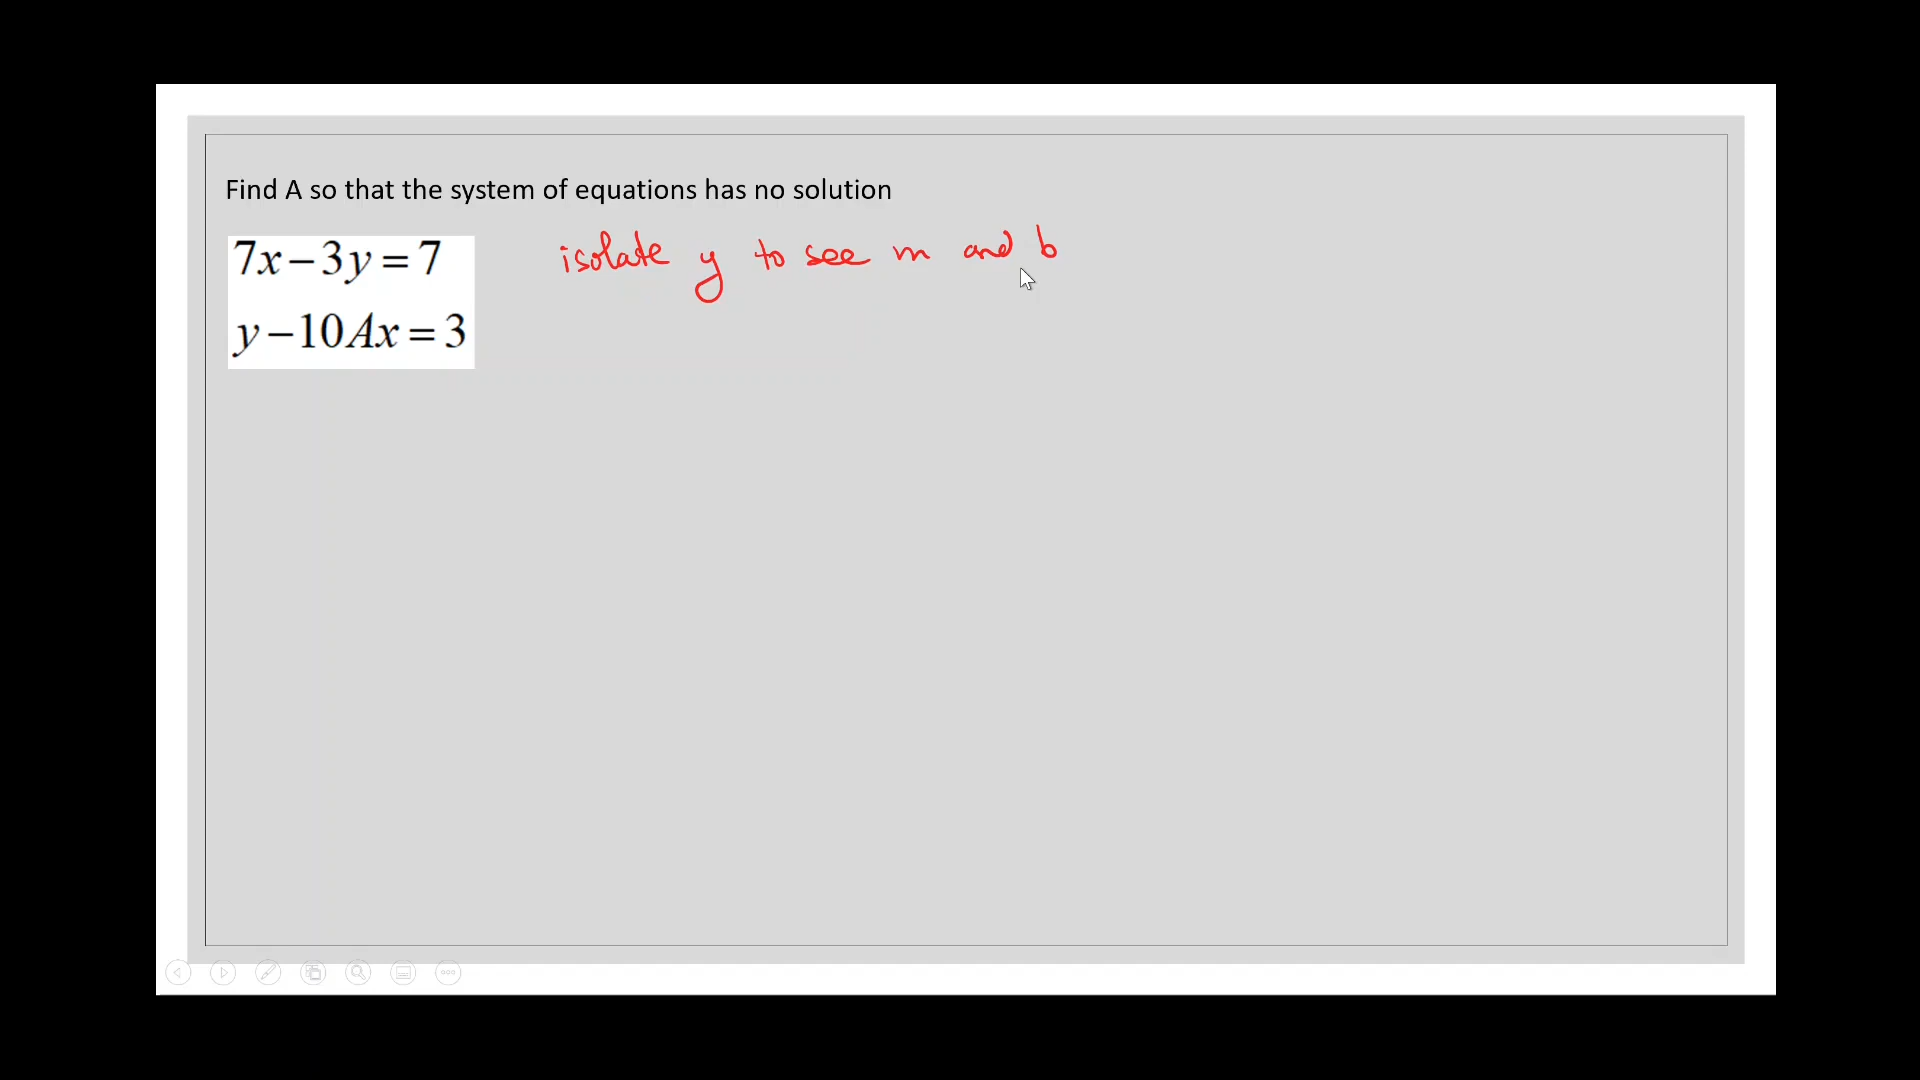 Find A so that the system of equations has no solution
7x−3y=7
isolate y to see m and b
y−10Ax=3